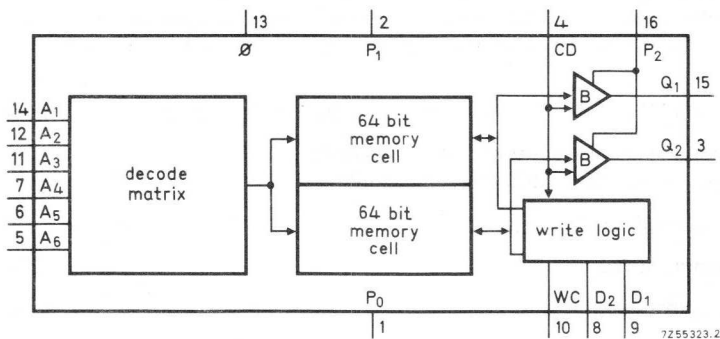 13 2 4 16
Ø P₁ CD P₂
Q₁ 15
B
14 A₁
12 A₂
11 A₃
7 A₄
6 A₅
5 A₆
decode
matrix
64 bit
memory
cell
64 bit
memory
cell
B
Q₂ 3
write logic
P₀ WC D₂ D₁
1 10 8 9
7Z55323.2